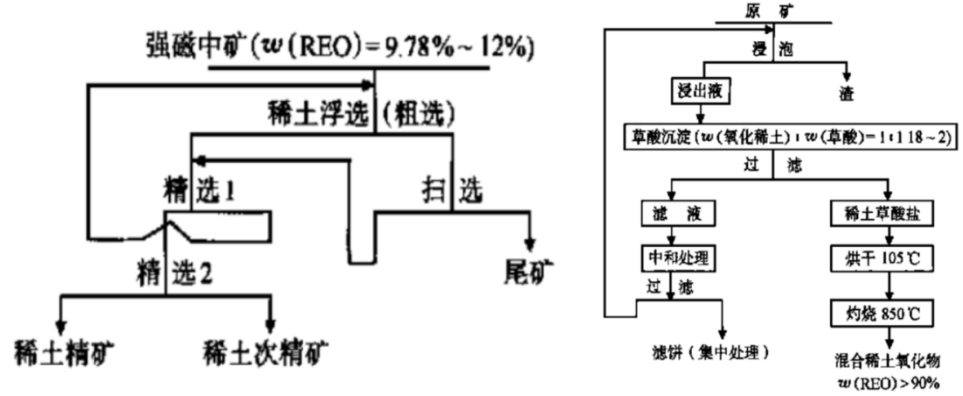 强磁中矿(w(REO)=9.78%~12%)
稀土浮选(粗选)
精选1
扫选
精选2
尾矿
稀土精矿
稀土次精矿
原 矿
浸 泡
浸出液
渣
草酸沉淀(w(氧化稀土):w(草酸)=1:1 18~2)
过 滤
滤 液
稀土草酸盐
中和处理
烘干 105℃
过 滤
灼烧 850℃
滤饼(集中处理)
混合稀土氧化物
w(REO)>90%